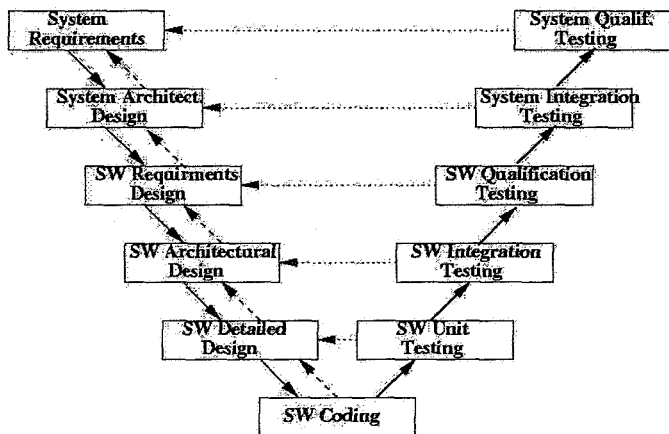 System
Requirements
System Qualif.
Testing
System Architect.
Design
System Integration
Testing
SW Requirments
Design
SW Qualification
Testing
SW Architectural
Design
SW Integration
Testing
SW Detailed
Design
SW Unit
Testing
SW Coding